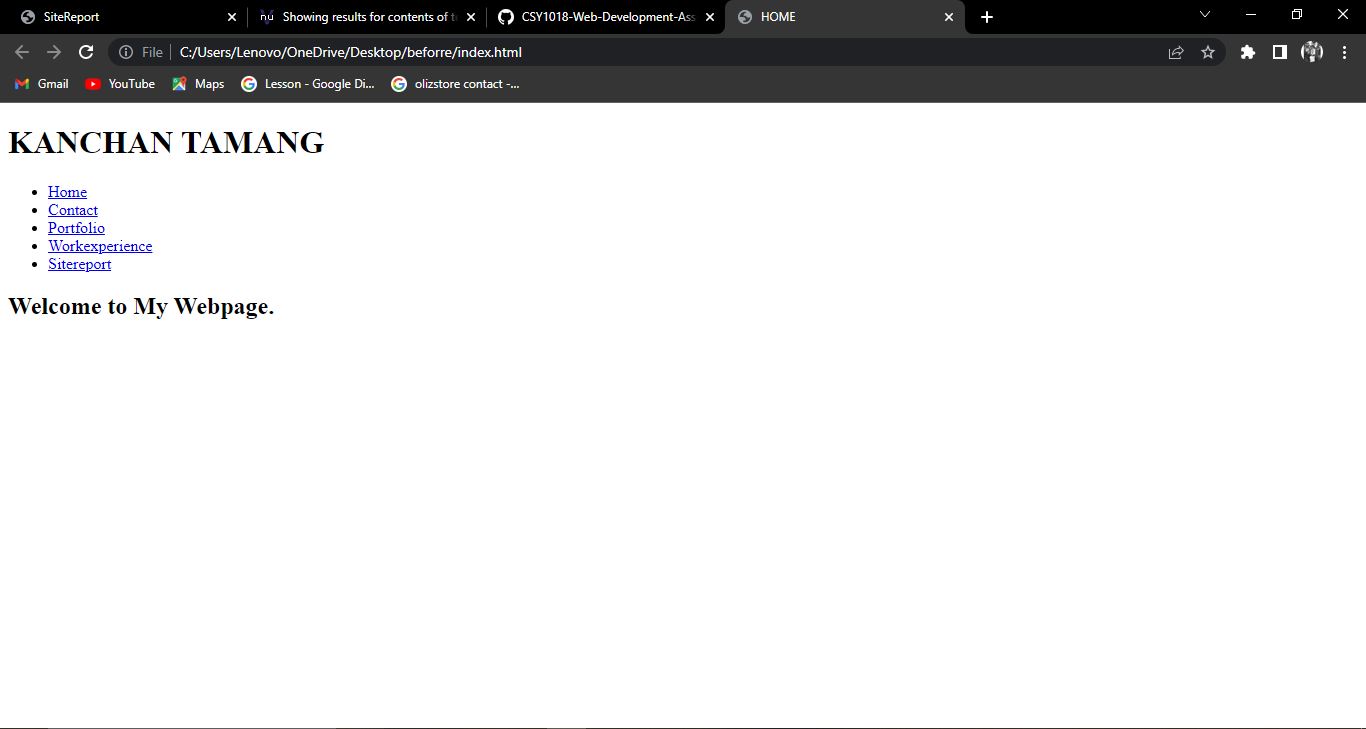 SiteReport
Showing results for contents of
CSY1018-Web-Development-Ass
HOME
File
C:/Users/Lenovo/OneDrive/Desktop/beforre/index.html
Gmail
YouTube
Maps
Lesson - Google Di...
olizstore contact -...
KANCHAN TAMANG
Home
Contact
Portfolio
Workexperience
Sitereport
Welcome to My Webpage.